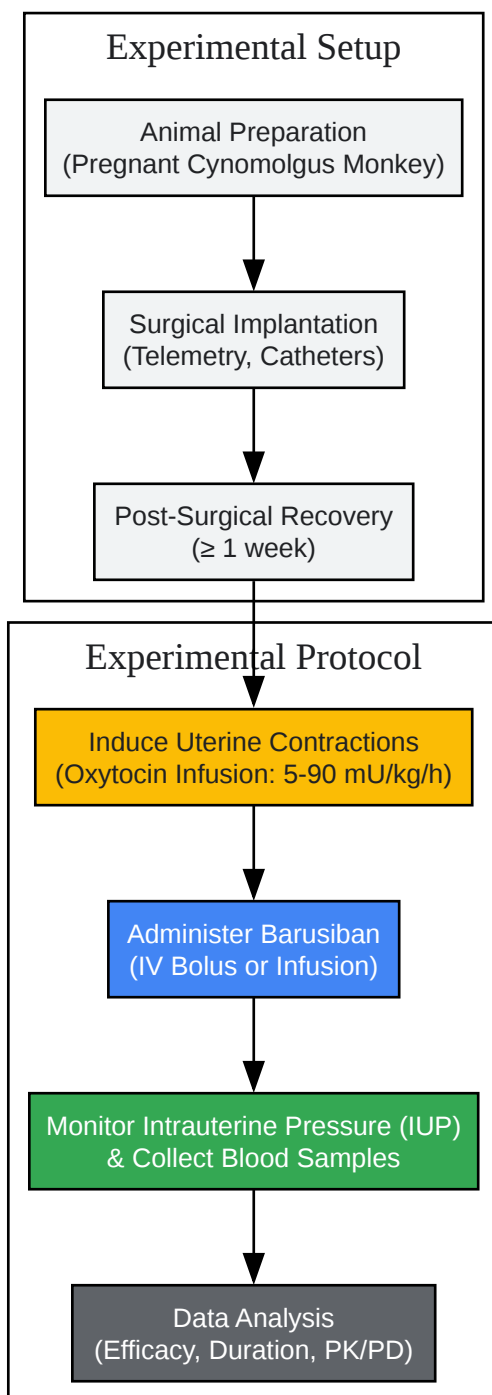 Experimental Setup
Animal Preparation
(Pregnant Cynomolgus Monkey)
Surgical Implantation
(Telemetry, Catheters)
Post-Surgical Recovery
(≥ 1 week)
Experimental Protocol
Induce Uterine Contractions
(Oxytocin Infusion: 5-90 mU/kg/h)
Administer Barusiban
(IV Bolus or Infusion)
Monitor Intrauterine Pressure (IUP)
& Collect Blood Samples
Data Analysis
(Efficacy, Duration, PK/PD)